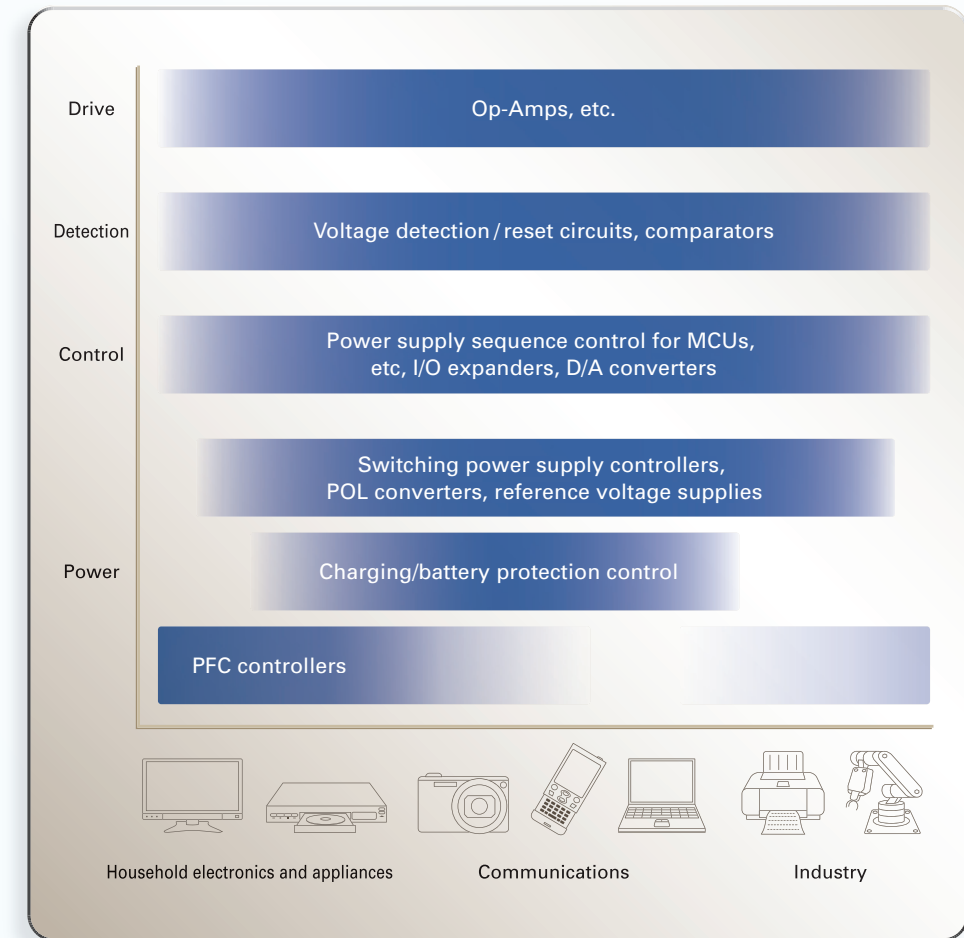 Drive
Op-Amps, etc.
Detection
Voltage detection / reset circuits, comparators
Control
Power supply sequence control for MCUs,
etc, I/O expanders, D/A converters
Switching power supply controllers,
POL converters, reference voltage supplies
Power
Charging/battery protection control
PFC controllers
Household electronics and appliances
Communications
Industry